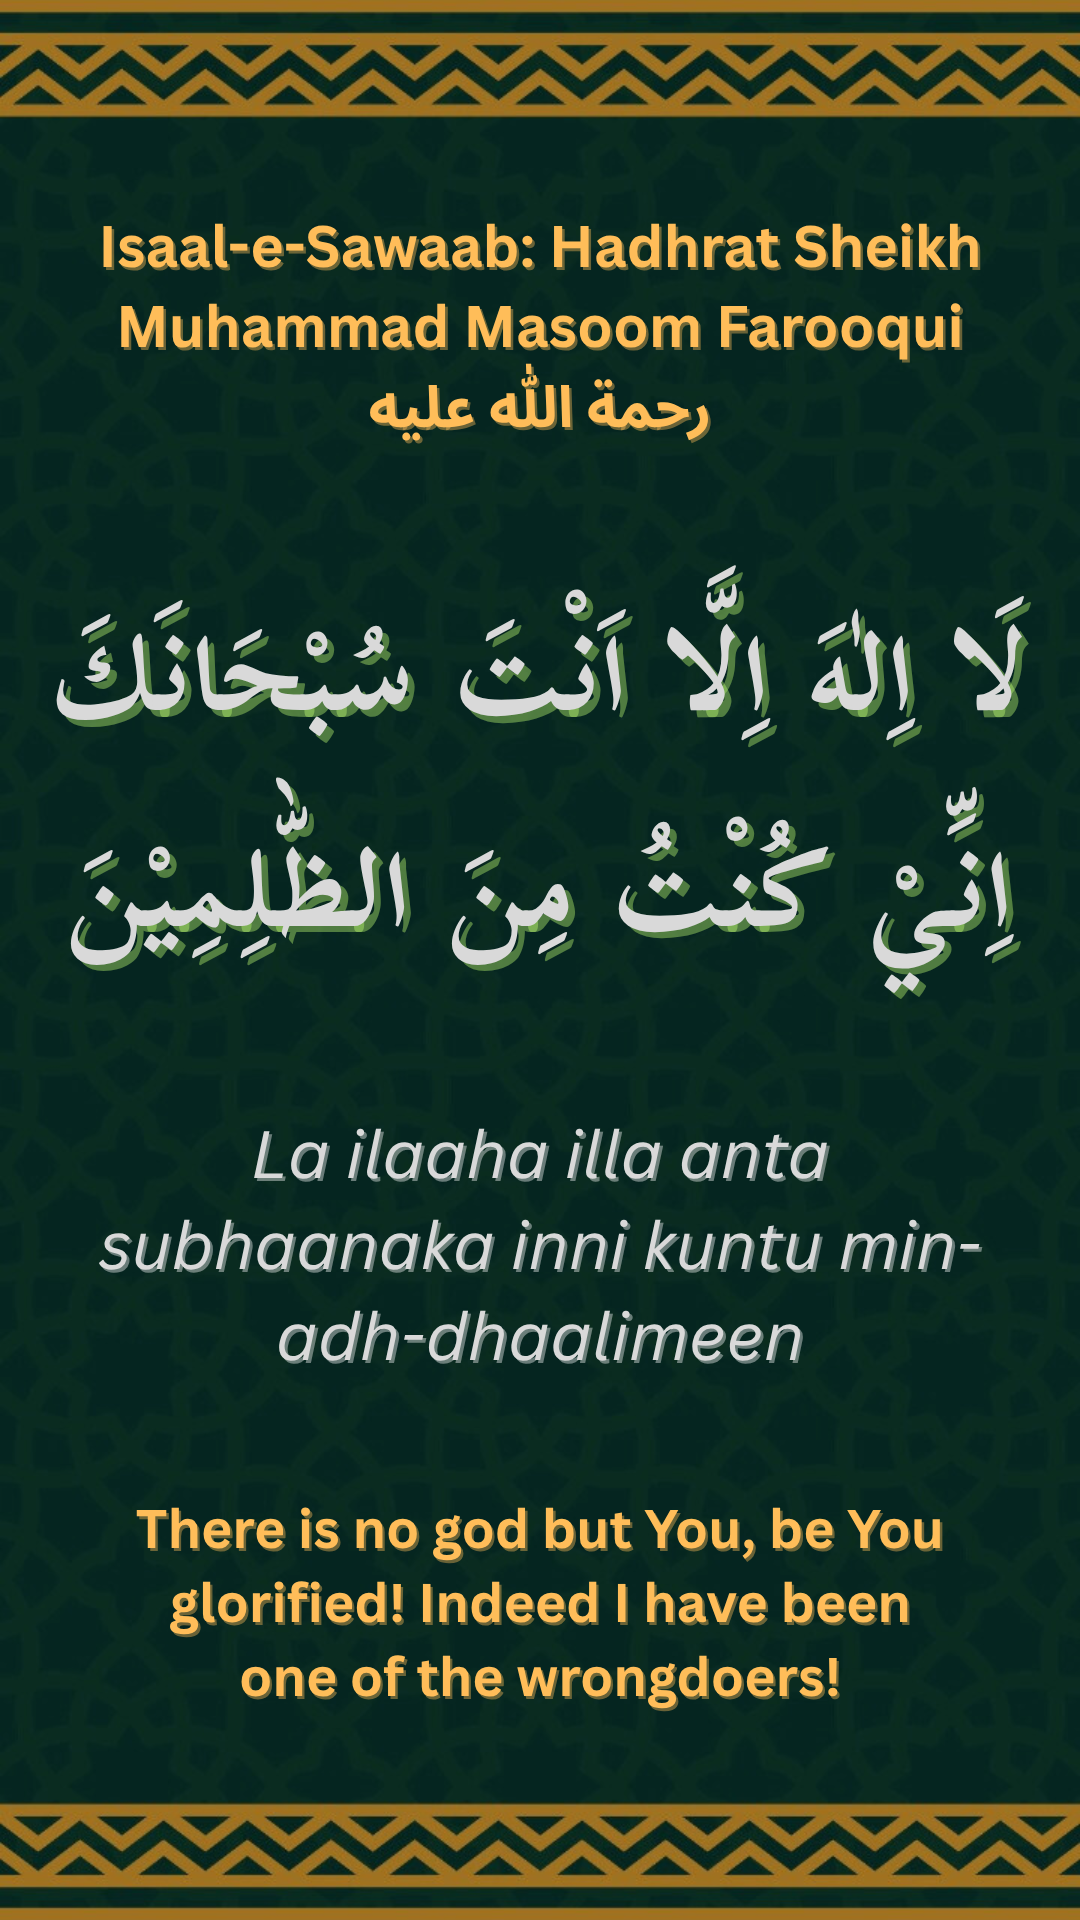 Isaal-e-Sawaab: Hadhrat Sheikh
Muhammad Masoom Farooqui
رحمة الله عليه
لَا اِلٰهَ اِلَّا اَنْتَ سُبْحَانَكَ
اِنِّيْ كُنْتُ مِنَ الظّٰلِمِيْنَ
La ilaaha illa anta
subhaanaka inni kuntu min-
adh-dhaalimeen
There is no god but You, be You
glorified! Indeed I have been
one of the wrongdoers!